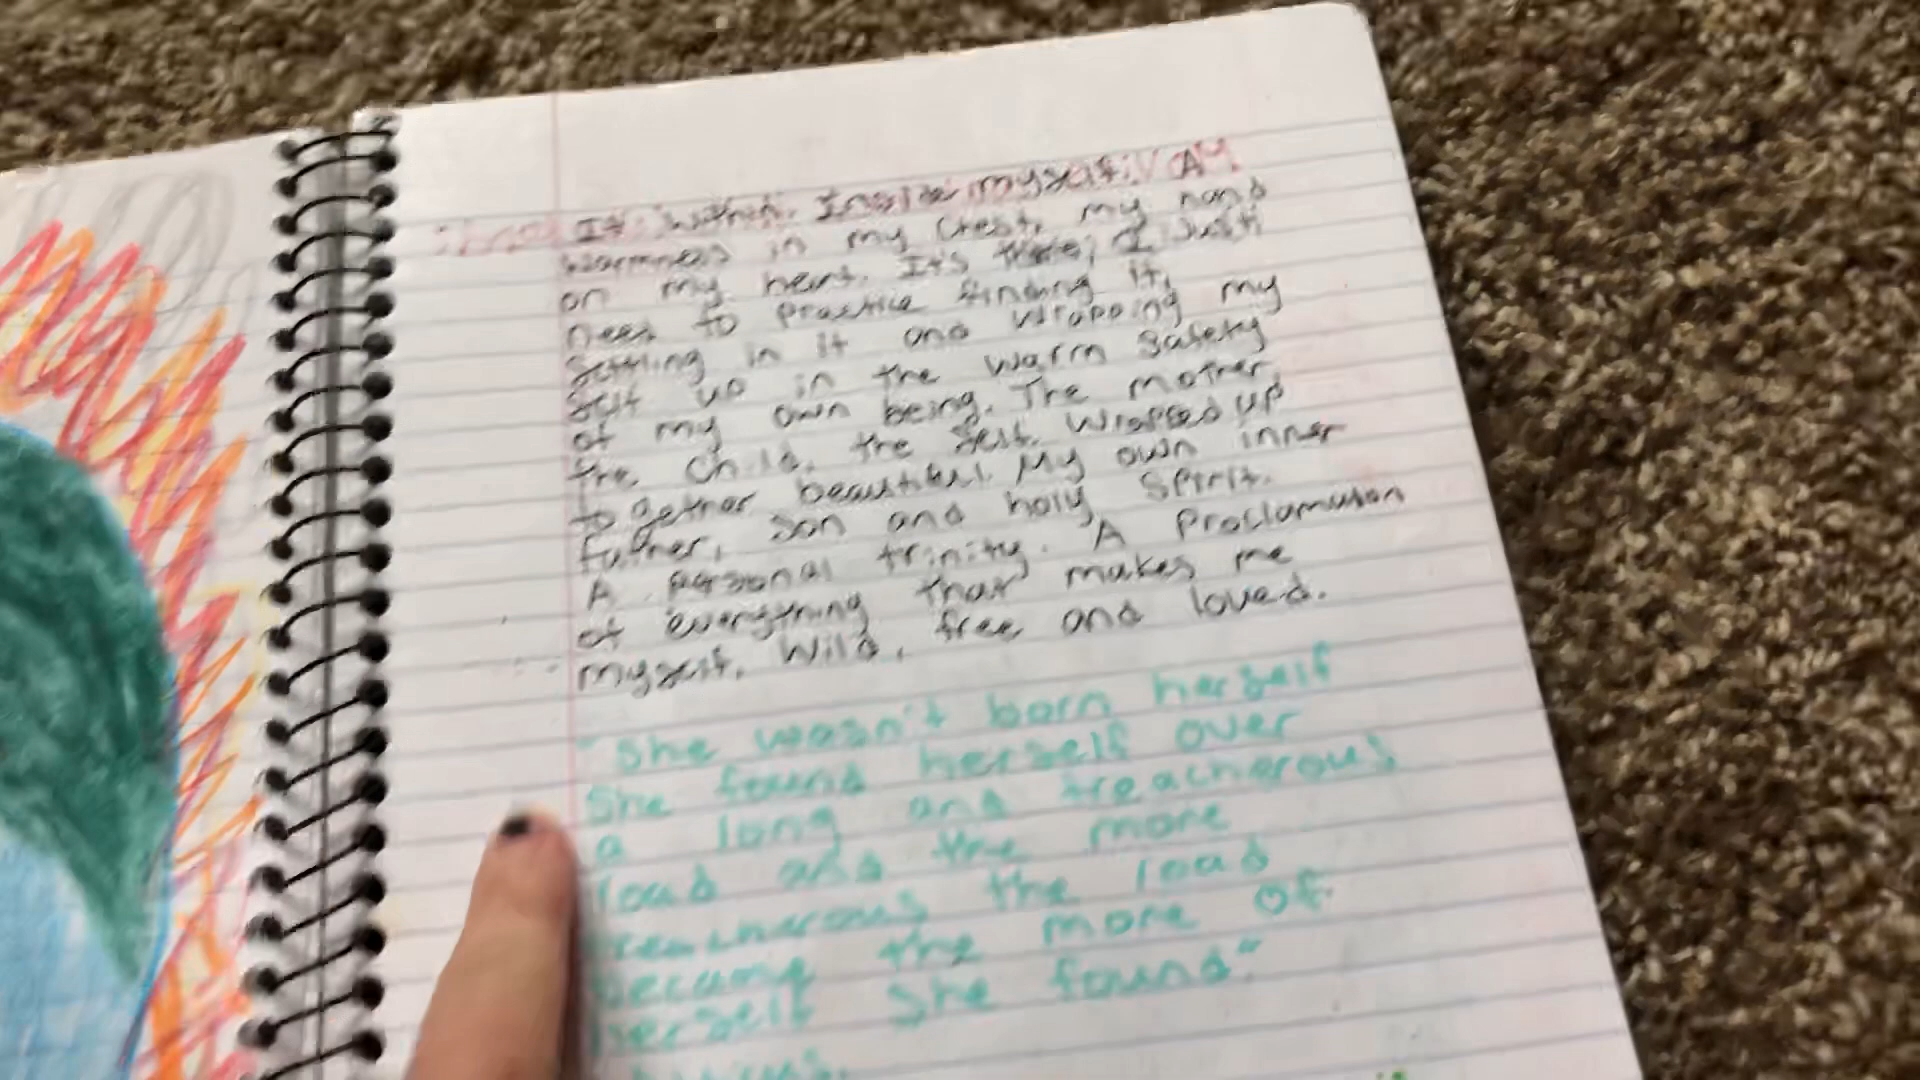 It's within. Inside myself. A
warmness in my chest, my hand
on my heart. It's there, I just
need to practice finding it,
settling in it and wrapping my
self up in the warm safety
of my own being. The mother,
the child, the self. Wrapped up
together beautiful. My own inner
father, son and holy spirit.
A personal trinity. A proclamation
of everything that makes me
myself. Wild, free and loved.
"She wasn't born herself
She found herself over
a long and treacherous
road and the more
treacherous the road
became the more of
herself she found"